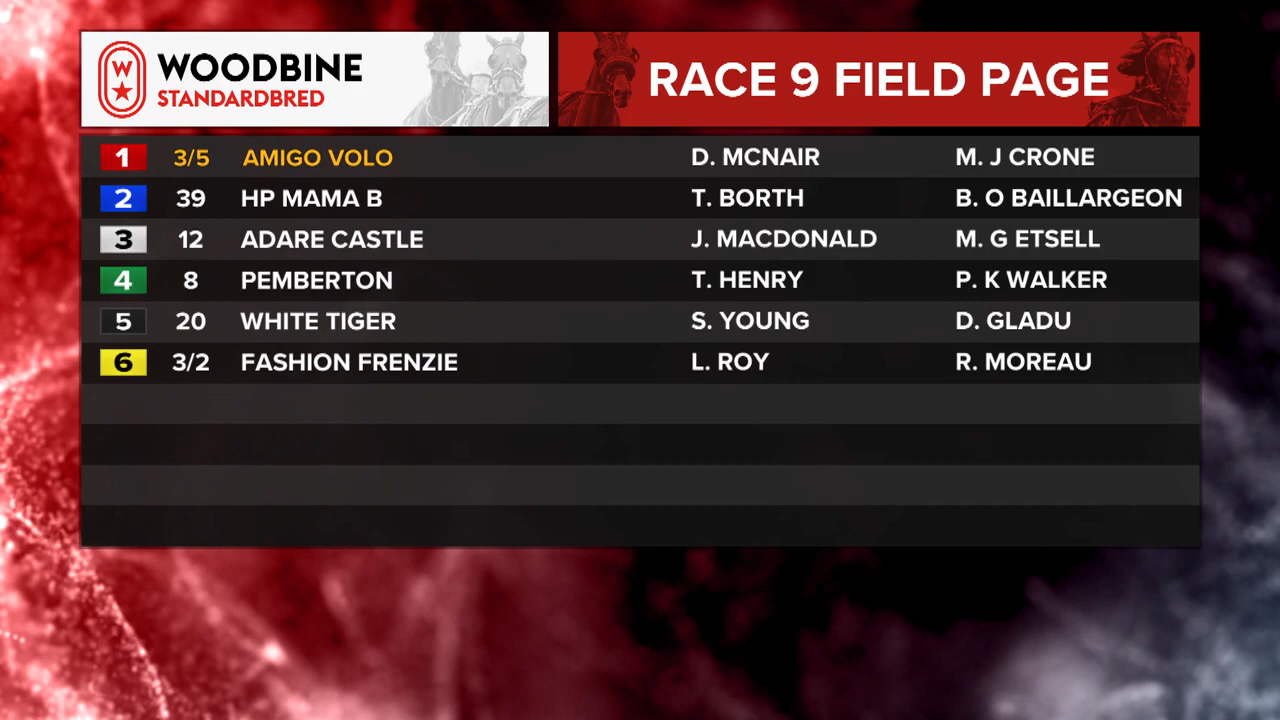 W
WOODBINE
STANDARDBRED
RACE 9 FIELD PAGE
1 3/5 AMIGO VOLO D. MCNAIR M. J CRONE
2 39 HP MAMA B T. BORTH B. O BAILLARGEON
3 12 ADARE CASTLE J. MACDONALD M. G ETSELL
4 8 PEMBERTON T. HENRY P. K WALKER
5 20 WHITE TIGER S. YOUNG D. GLADU
6 3/2 FASHION FRENZIE L. ROY R. MOREAU